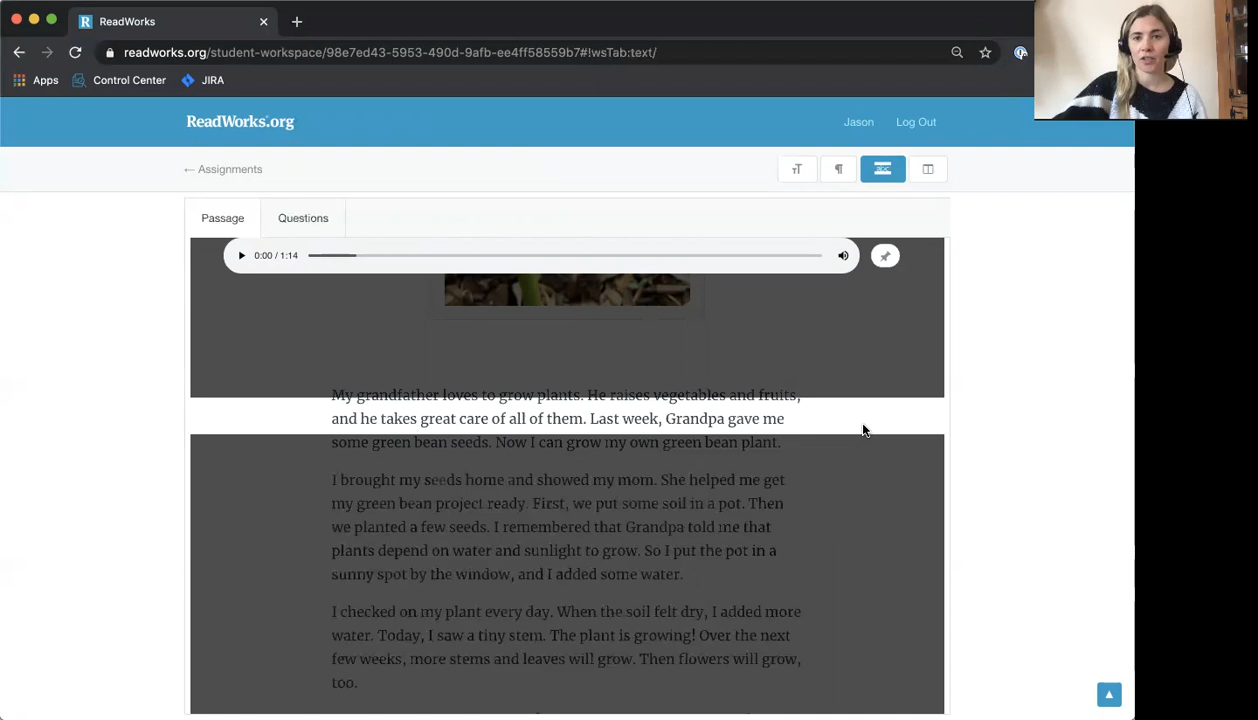 ReadWorks
readworks.org/student-workspace/98e7ed43-5953-490d-9afb-ee4ff58559b7#!wsTab:text/
Apps Control Center JIRA
ReadWorks.org Jason Log Out
← Assignments TT ¶ abc
Passage Questions
0:00 / 1:14
My grandfather loves to grow plants. He raises vegetables and fruits,
and he takes great care of all of them. Last week, Grandpa gave me
some green bean seeds. Now I can grow my own green bean plant.
I brought my seeds home and showed my mom. She helped me get
my green bean project ready. First, we put some soil in a pot. Then
we planted a few seeds. I remembered that Grandpa told me that
plants depend on water and sunlight to grow. So I put the pot in a
sunny spot by the window, and I added some water.
I checked on my plant every day. When the soil felt dry, I added more
water. Today, I saw a tiny stem. The plant is growing! Over the next
few weeks, more stems and leaves will grow. Then flowers will grow,
too.